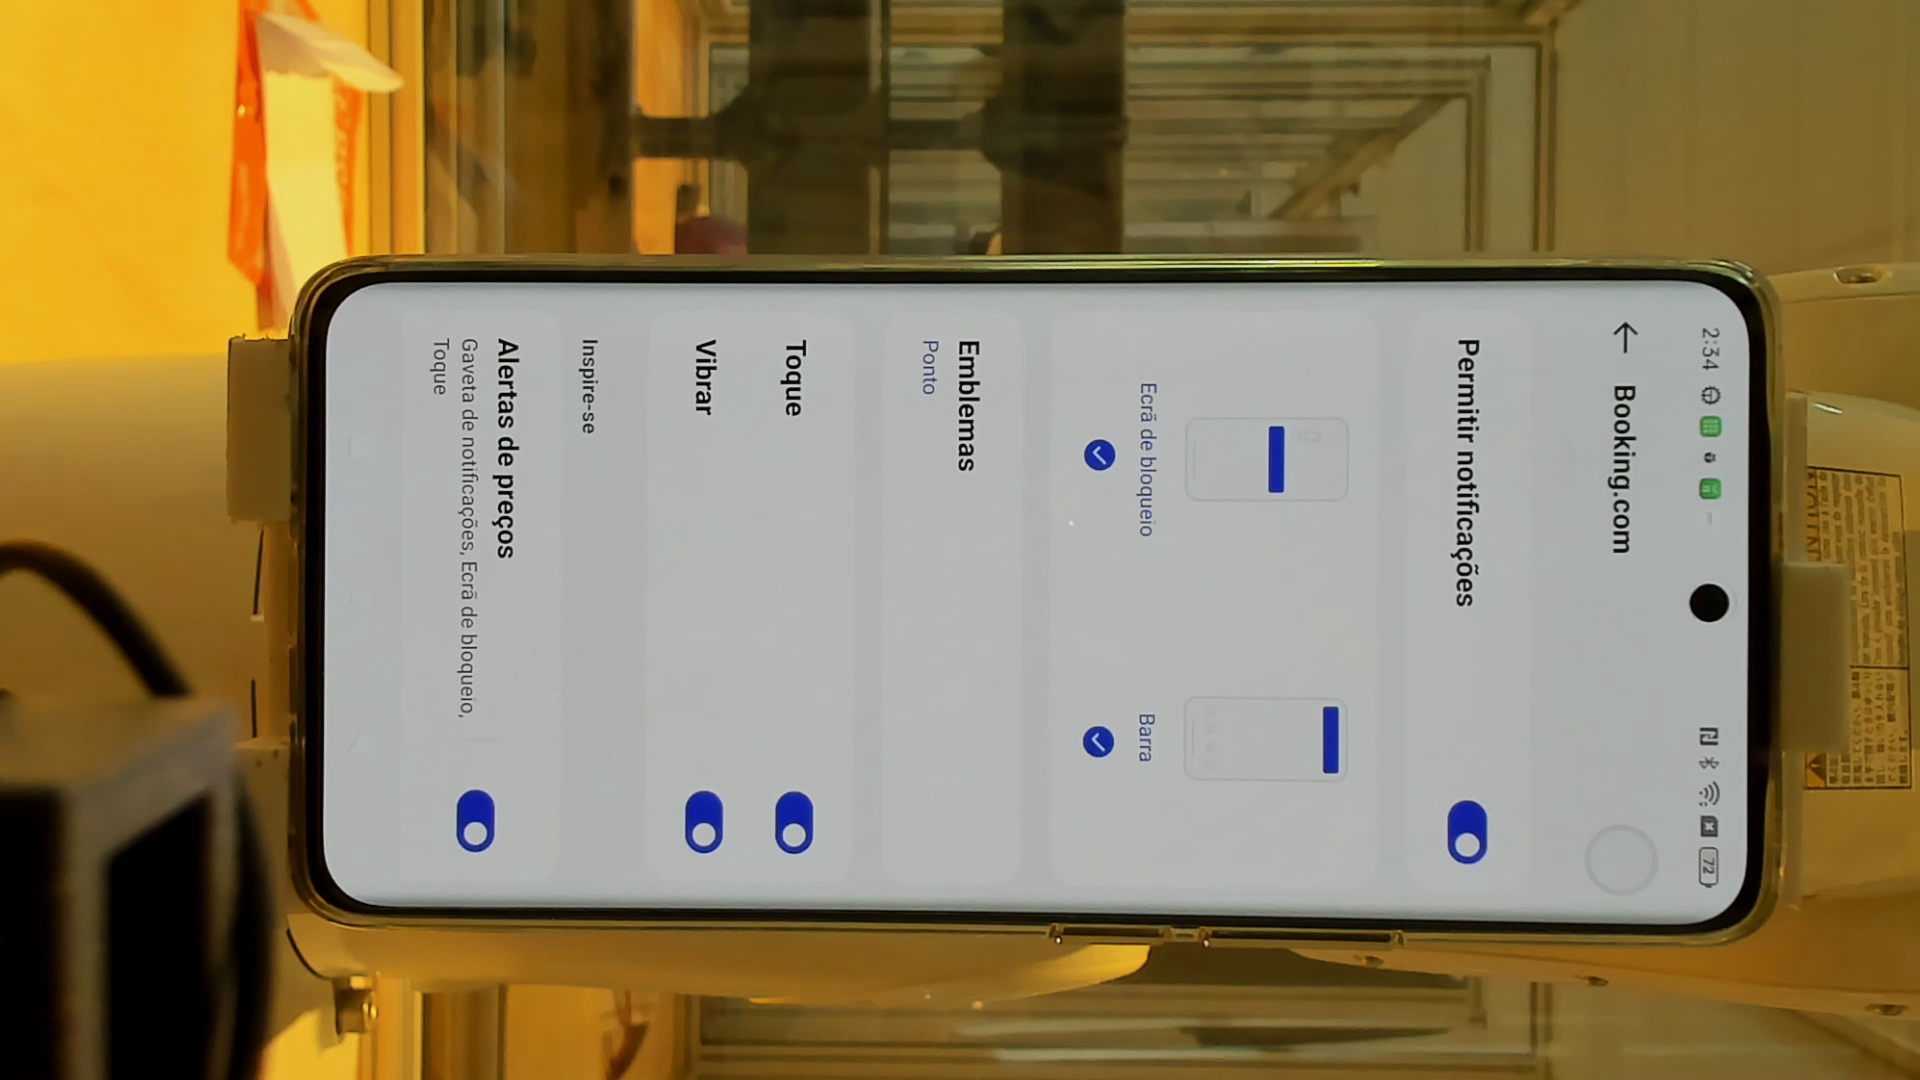 2:34
72
Booking.com
Permitir notificações
Ecrã de bloqueio
Barra
Emblemas
Ponto
Toque
Vibrar
Inspire-se
Alertas de preços
Gaveta de notificações, Ecrã de bloqueio,
Toque